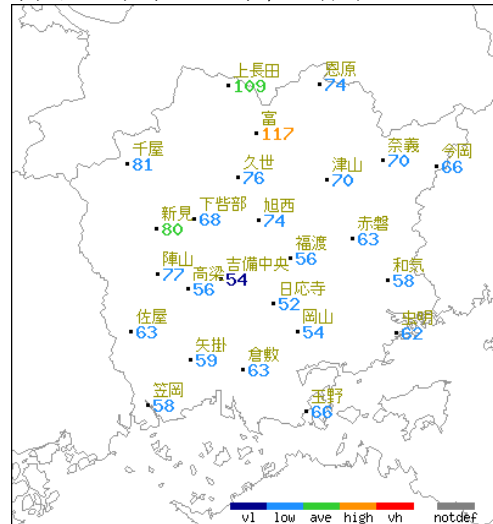 上長田
109
恩原
74
富
117
千屋
81
久世
76
津山
70
奈義
70
今岡
66
新見
80
下呰部
68
旭西
74
赤磐
63
福渡
56
陣山
77
高梁
56
吉備中央
54
和気
58
日応寺
52
佐屋
63
岡山
54
虫明
62
矢掛
59
倉敷
63
笠岡
58
玉野
66
vl low ave high vh notdef